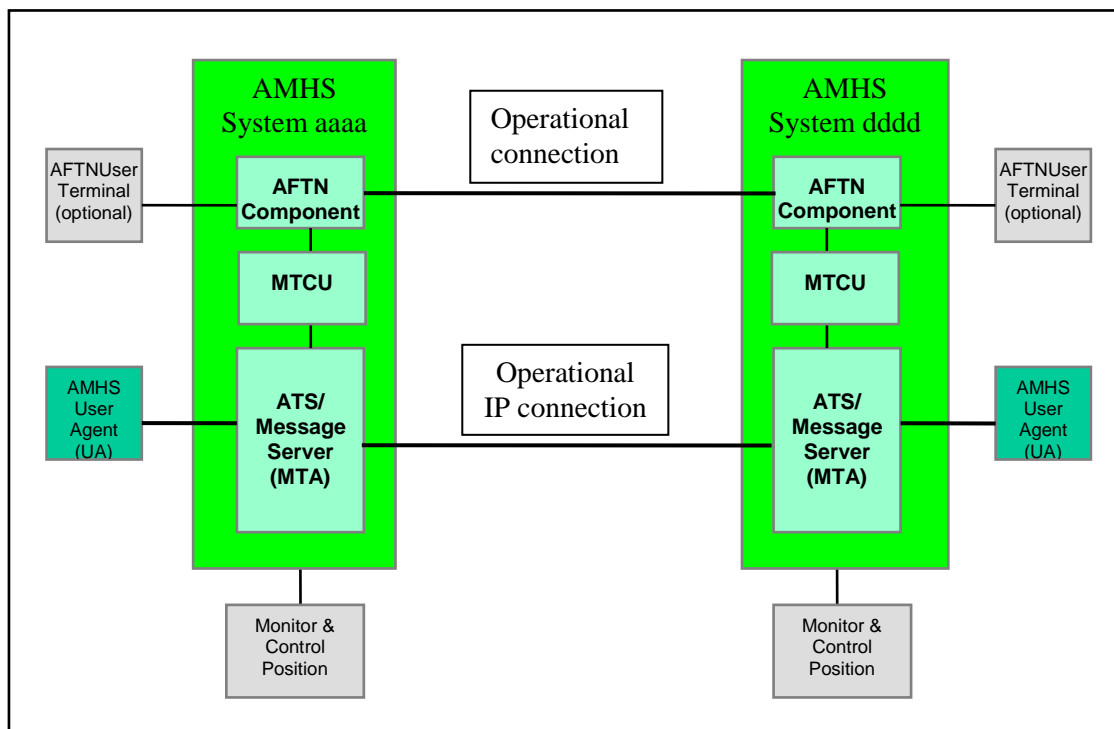 AMHS
System aaaa
AMHS
System dddd
Operational
connection
AFTNUser
Terminal
(optional)
AFTN
Component
AFTN
Component
AFTNUser
Terminal
(optional)
MTCU
MTCU
AMHS
User
Agent
(UA)
ATS/
Message
Server
(MTA)
Operational
IP connection
ATS/
Message
Server
(MTA)
AMHS
User
Agent
(UA)
Monitor &
Control
Position
Monitor &
Control
Position